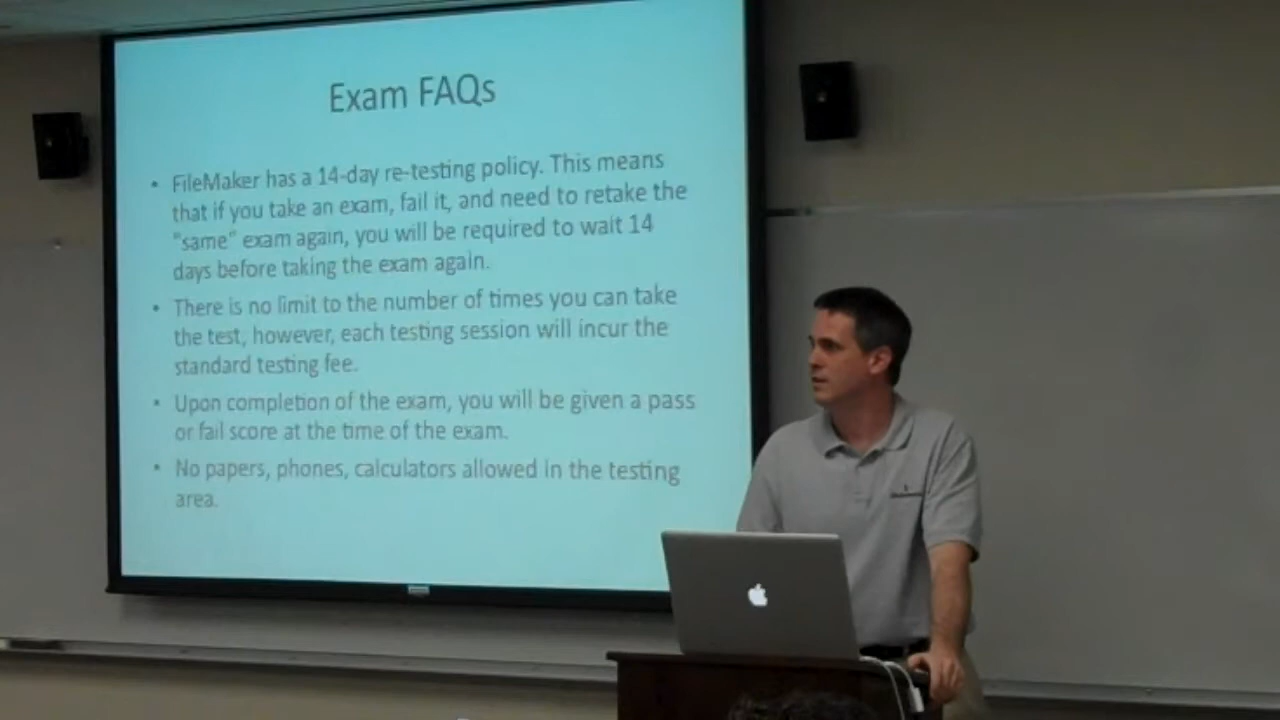 Exam FAQs
• FileMaker has a 14-day re-testing policy. This means
that if you take an exam, fail it, and need to retake the
"same" exam again, you will be required to wait 14
days before taking the exam again.
• There is no limit to the number of times you can take
the test, however, each testing session will incur the
standard testing fee.
• Upon completion of the exam, you will be given a pass
or fail score at the time of the exam.
• No papers, phones, calculators allowed in the testing
area.